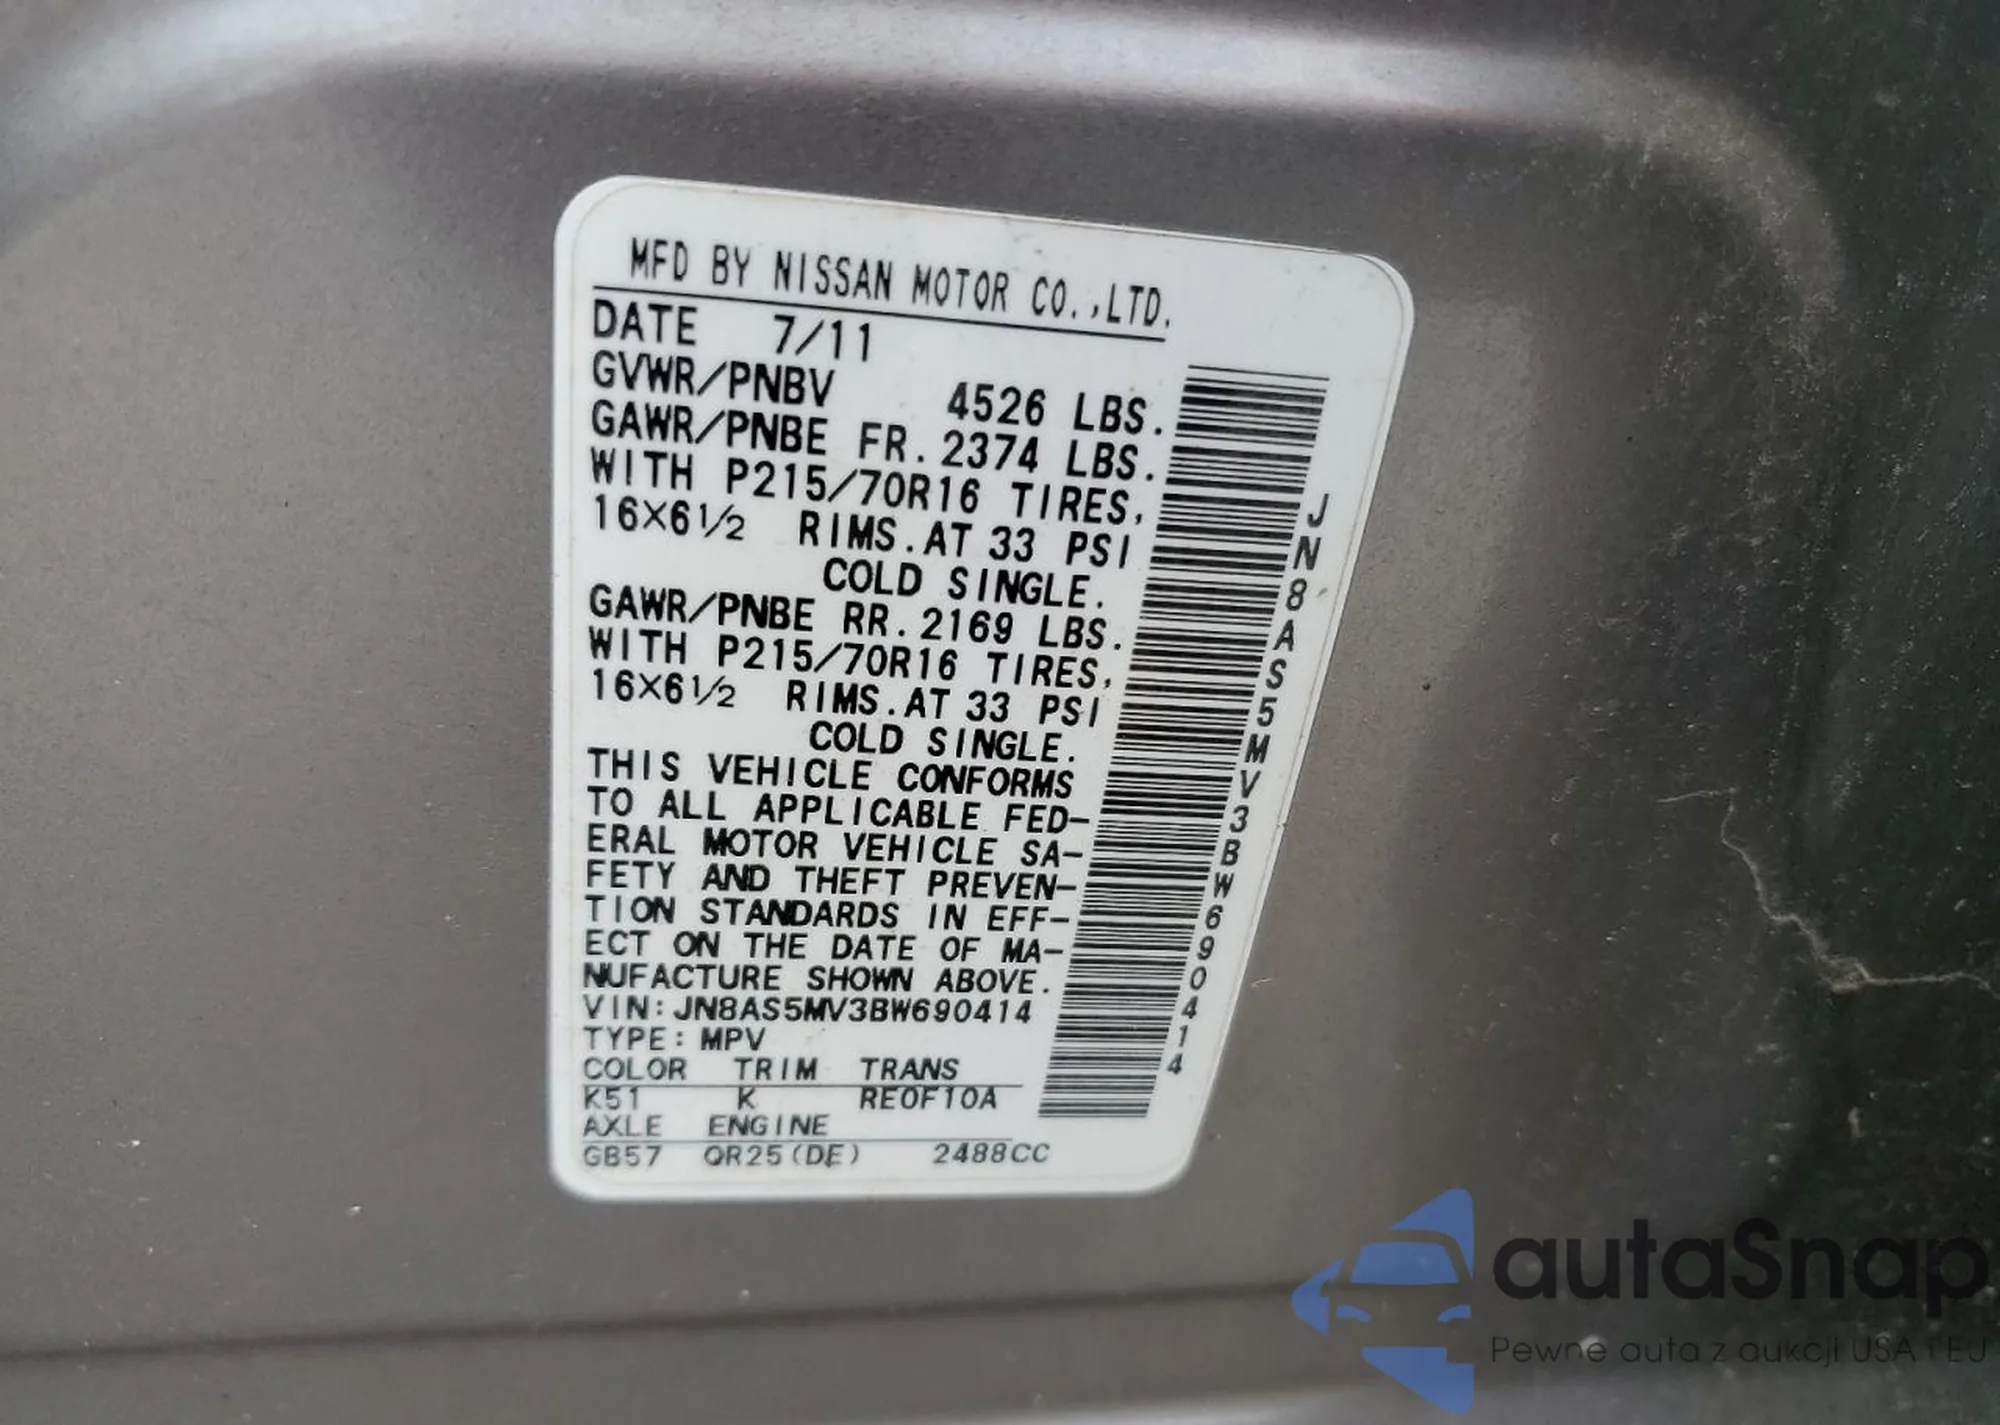 MFD BY NISSAN MOTOR CO.,LTD.
DATE 7/11
GVWR/PNBV 4526 LBS.
GAWR/PNBE FR. 2374 LBS.
WITH P215/70R16 TIRES,
16X6½ RIMS. AT 33 PSI
COLD SINGLE.
GAWR/PNBE RR. 2169 LBS.
WITH P215/70R16 TIRES,
16X6½ RIMS. AT 33 PSI
COLD SINGLE.
THIS VEHICLE CONFORMS
TO ALL APPLICABLE FED-
ERAL MOTOR VEHICLE SA-
FETY AND THEFT PREVEN-
TION STANDARDS IN EFF-
ECT ON THE DATE OF MA-
NUFACTURE SHOWN ABOVE.
VIN: JN8AS5MV3BW690414
TYPE: MPV
COLOR TRIM TRANS
K51 K RE0F10A
AXLE ENGINE
GB57 QR25(DE) 2488CC
JN8AS5MV3BW690414
autaSnap
Pewne auta z aukcji USA i EU